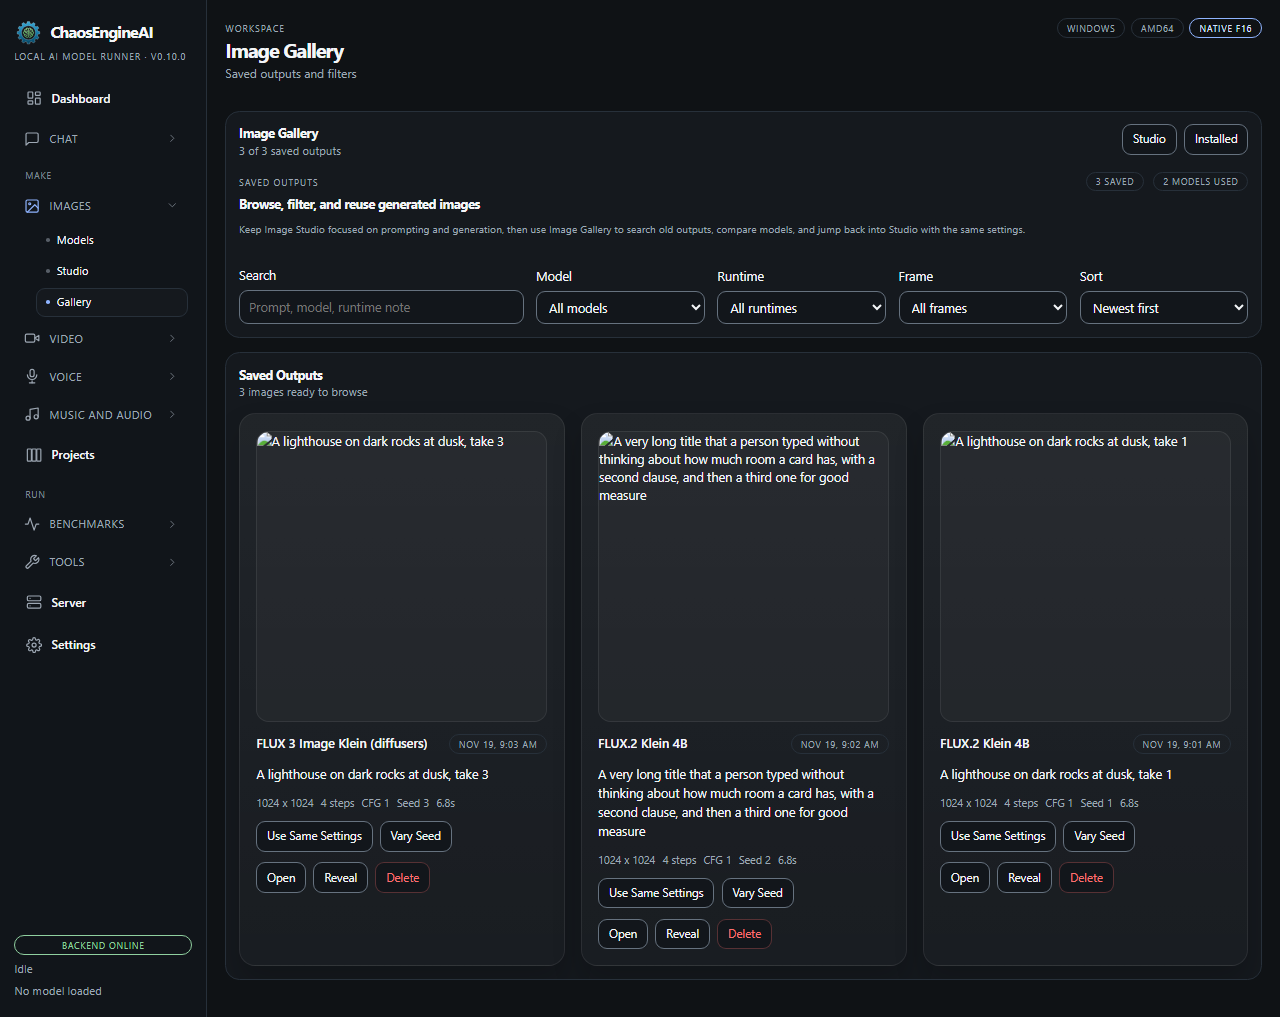 ChaosEngineAI
LOCAL AI MODEL RUNNER · V0.10.0
Dashboard
CHAT
MAKE
IMAGES
Models
Studio
Gallery
VIDEO
VOICE
MUSIC AND AUDIO
Projects
RUN
BENCHMARKS
TOOLS
Server
Settings
BACKEND ONLINE
Idle
No model loaded
WORKSPACE
Image Gallery
Saved outputs and filters
WINDOWS
AMD64
NATIVE F16
Image Gallery
3 of 3 saved outputs
Studio
Installed
SAVED OUTPUTS
3 SAVED
2 MODELS USED
Browse, filter, and reuse generated images
Keep Image Studio focused on prompting and generation, then use Image Gallery to search old outputs, compare models, and jump back into Studio with the same settings.
Search
Model
Runtime
Frame
Sort
Prompt, model, runtime note
All models
All runtimes
All frames
Newest first
Saved Outputs
3 images ready to browse
A lighthouse on dark rocks at dusk, take 3
FLUX 3 Image Klein (diffusers)
NOV 19, 9:03 AM
A lighthouse on dark rocks at dusk, take 3
1024 x 1024 4 steps CFG 1 Seed 3 6.8s
Use Same Settings
Vary Seed
Open
Reveal
Delete
A very long title that a person typed without
thinking about how much room a card has, with a
second clause, and then a third one for good
measure
FLUX.2 Klein 4B
NOV 19, 9:02 AM
A very long title that a person typed without
thinking about how much room a card has, with a
second clause, and then a third one for good
measure
1024 x 1024 4 steps CFG 1 Seed 2 6.8s
Use Same Settings
Vary Seed
Open
Reveal
Delete
A lighthouse on dark rocks at dusk, take 1
FLUX.2 Klein 4B
NOV 19, 9:01 AM
A lighthouse on dark rocks at dusk, take 1
1024 x 1024 4 steps CFG 1 Seed 1 6.8s
Use Same Settings
Vary Seed
Open
Reveal
Delete